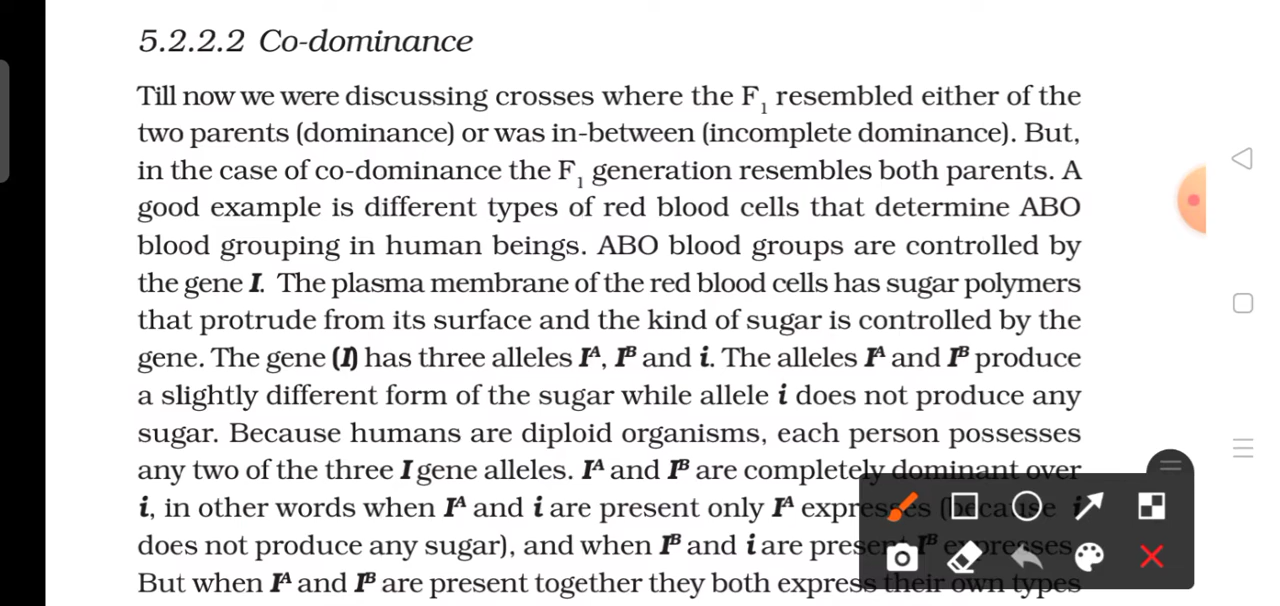 5.2.2.2 Co-dominance
Till now we were discussing crosses where the F1 resembled either of the
two parents (dominance) or was in-between (incomplete dominance). But,
in the case of co-dominance the F1 generation resembles both parents. A
good example is different types of red blood cells that determine ABO
blood grouping in human beings. ABO blood groups are controlled by
the gene I. The plasma membrane of the red blood cells has sugar polymers
that protrude from its surface and the kind of sugar is controlled by the
gene. The gene (I) has three alleles IA, IB and i. The alleles IA and IB produce
a slightly different form of the sugar while allele i does not produce any
sugar. Because humans are diploid organisms, each person possesses
any two of the three I gene alleles. IA and IB are completely dominant over
i, in other words when IA and i are present only IA expresses (because i
does not produce any sugar), and when IB and i are present IB expresses.
But when IA and IB are present together they both express their own types